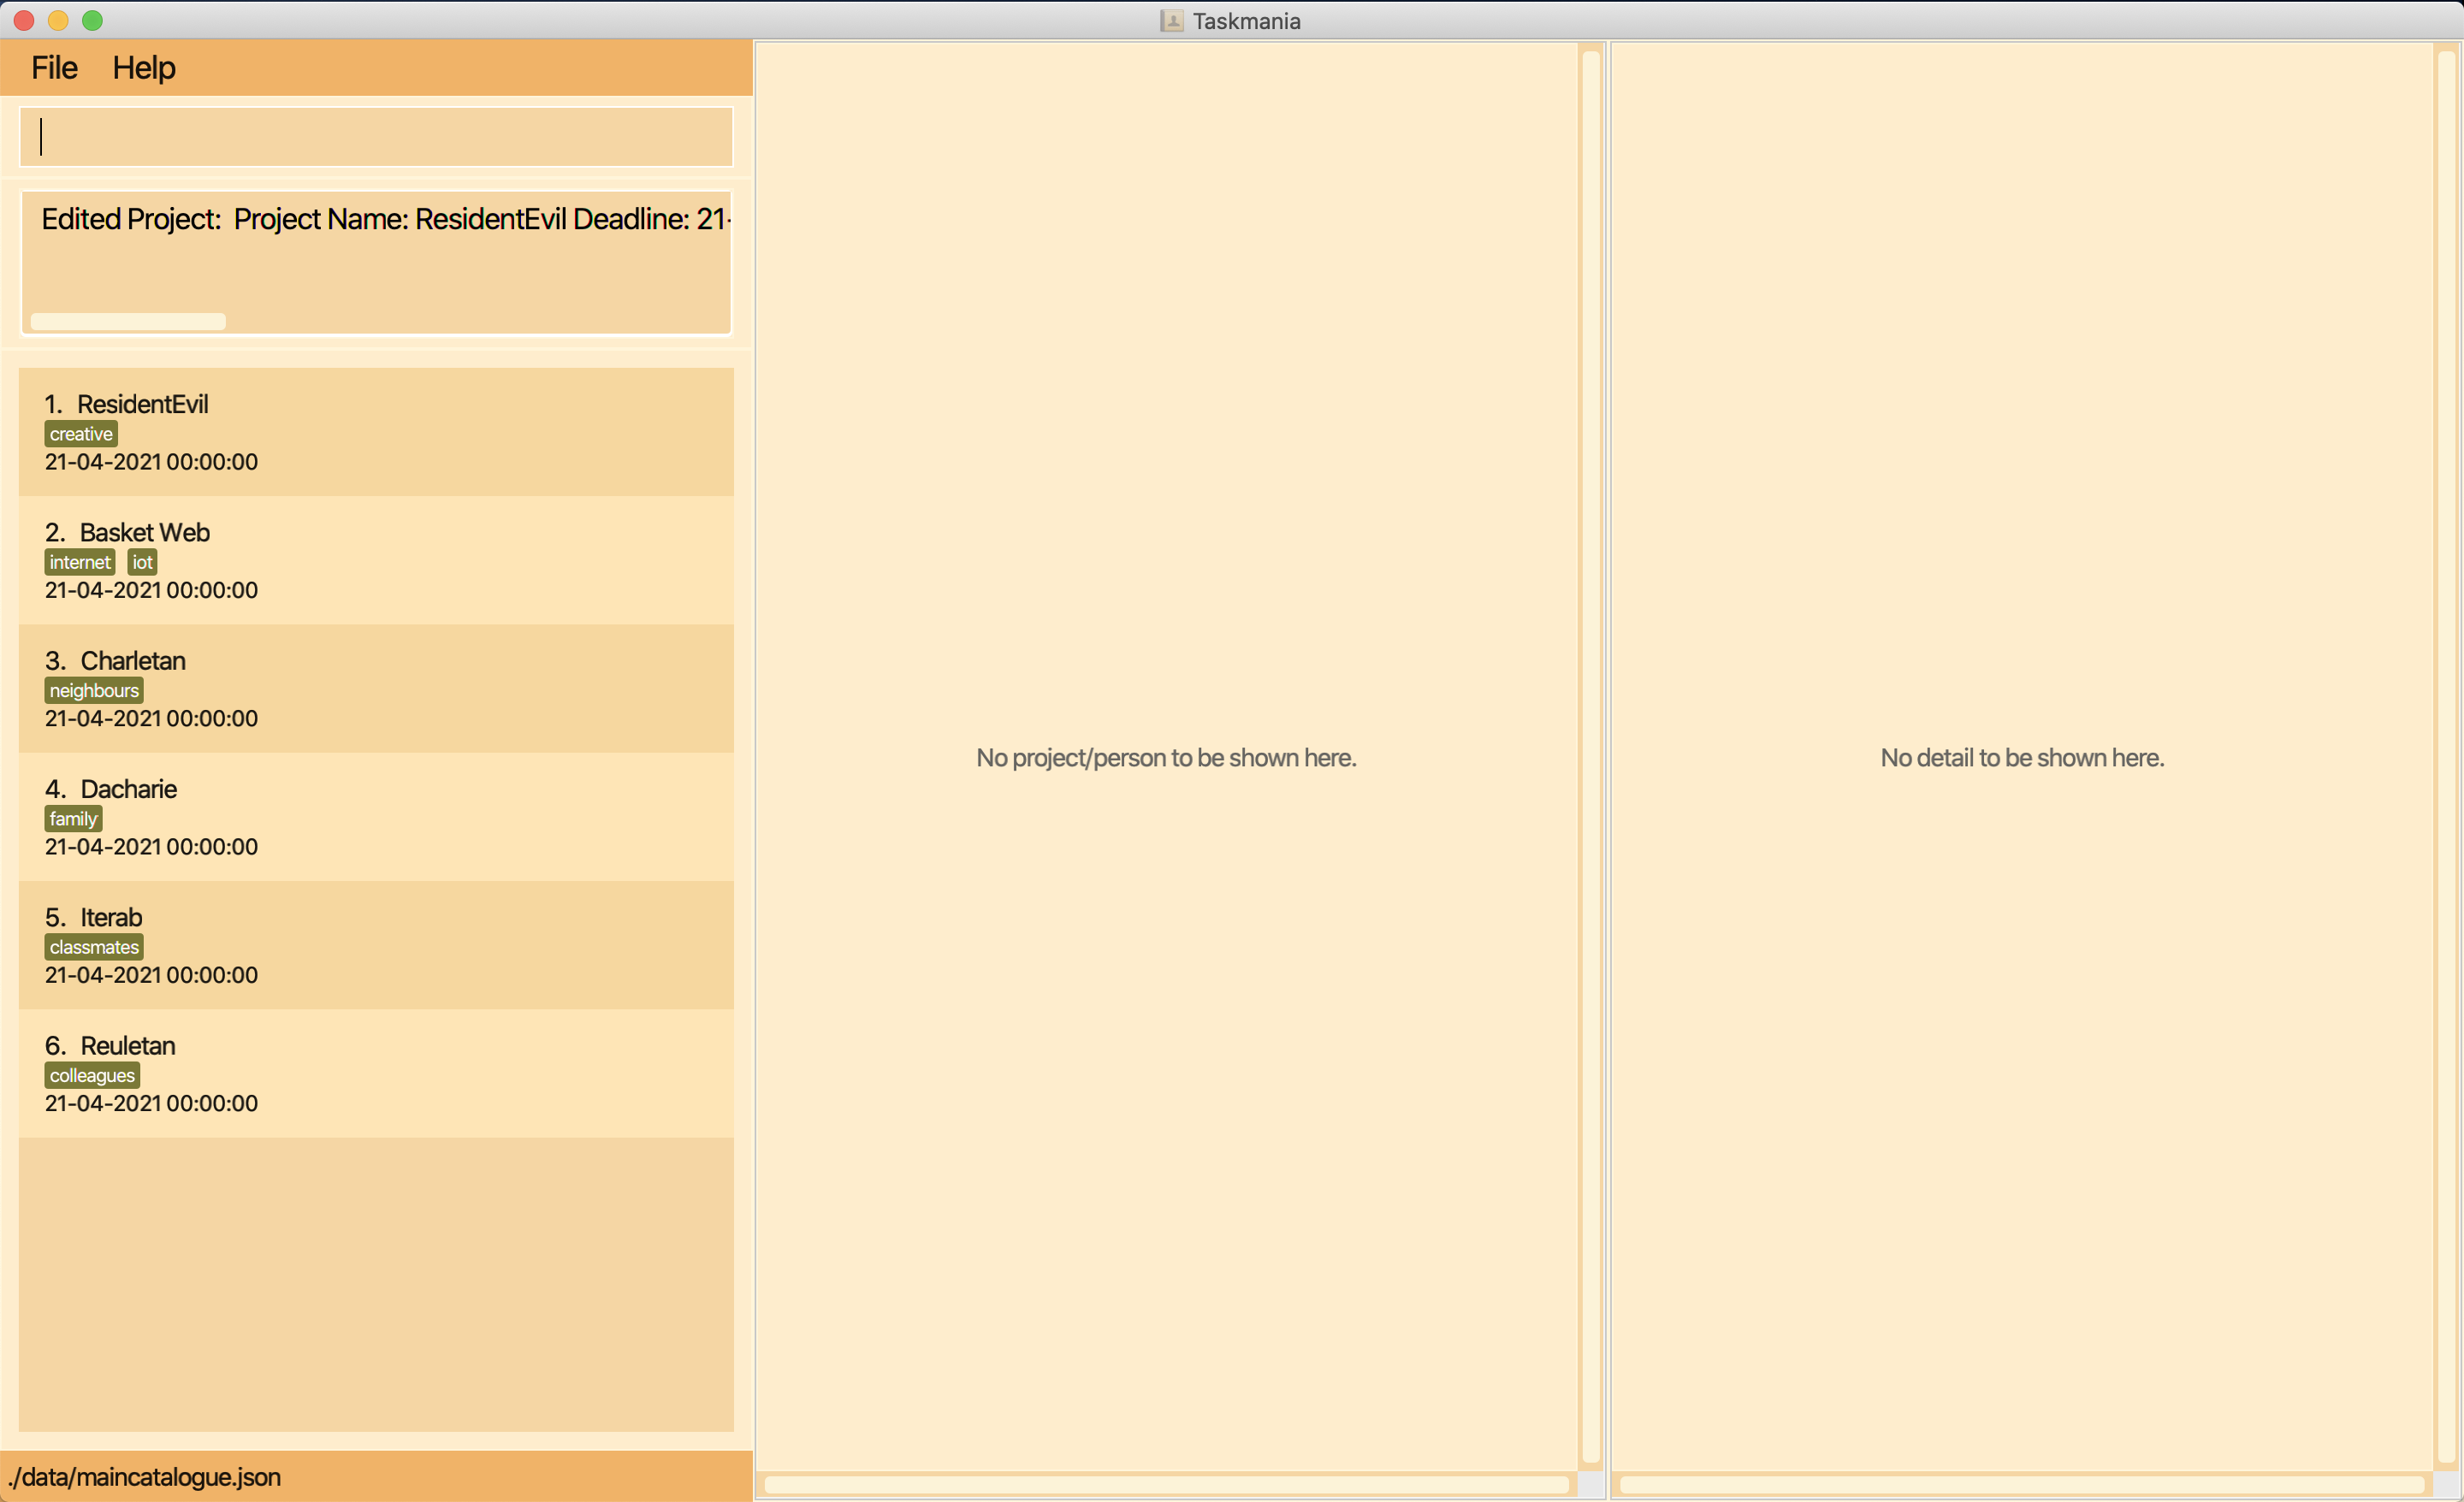 Taskmania
File Help
Edited Project: Project Name: ResidentEvil Deadline: 21-
1. ResidentEvil
creative
21-04-2021 00:00:00
2. Basket Web
internet iot
21-04-2021 00:00:00
3. Charletan
neighbours
21-04-2021 00:00:00
4. Dacharie
family
21-04-2021 00:00:00
5. Iterab
classmates
21-04-2021 00:00:00
6. Reuletan
colleagues
21-04-2021 00:00:00
./data/maincatalogue.json
No project/person to be shown here.
No detail to be shown here.